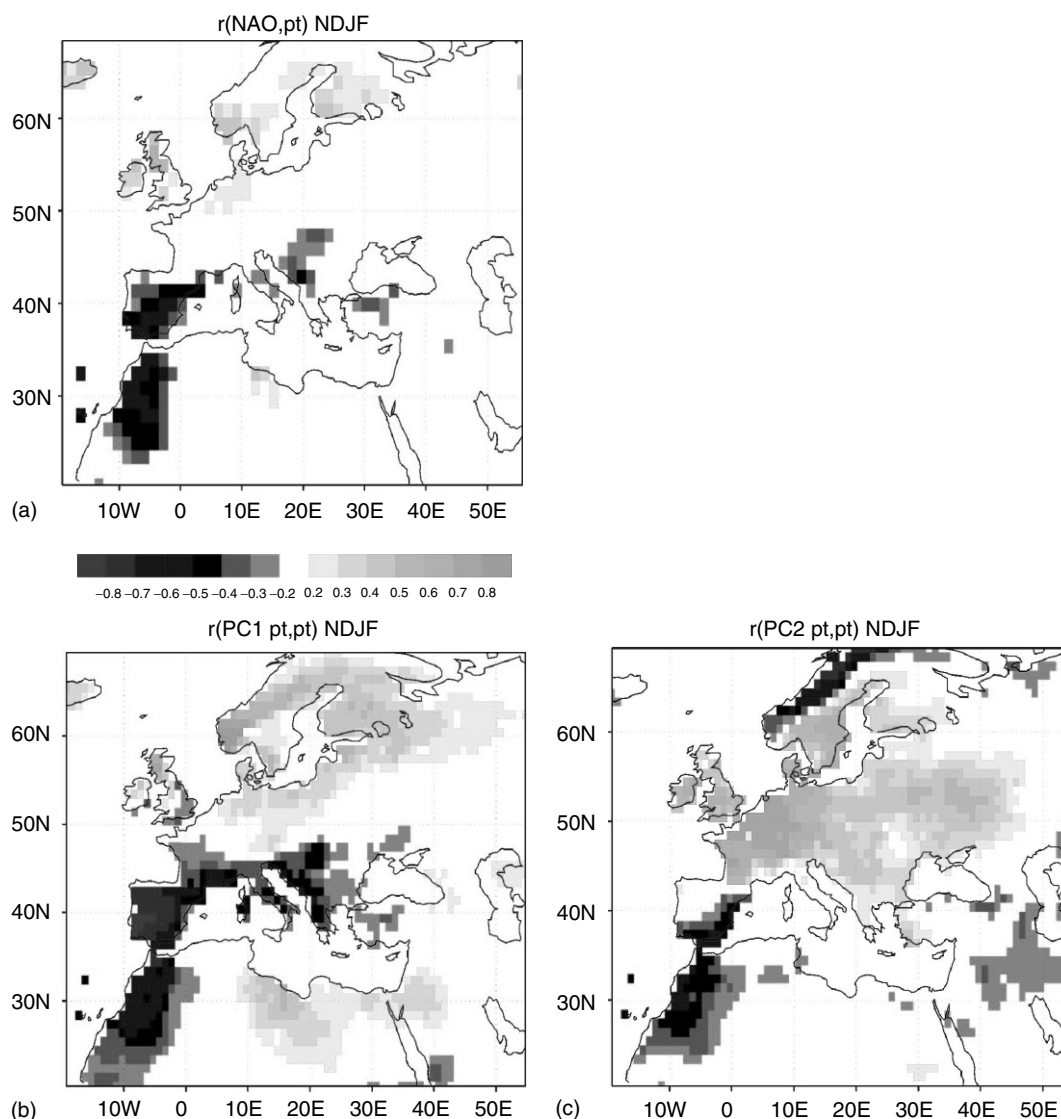 r(NAO,pt) NDJF
60N
50N
40N
30N
(a)
10W 0 10E 20E 30E 40E 50E
−0.8 −0.7 −0.6 −0.5 −0.4 −0.3 −0.2 0.2 0.3 0.4 0.5 0.6 0.7 0.8
r(PC1 pt,pt) NDJF
60N
50N
40N
30N
(b)
10W 0 10E 20E 30E 40E 50E
r(PC2 pt,pt) NDJF
60N
50N
40N
30N
(c)
10W 0 10E 20E 30E 40E 50E